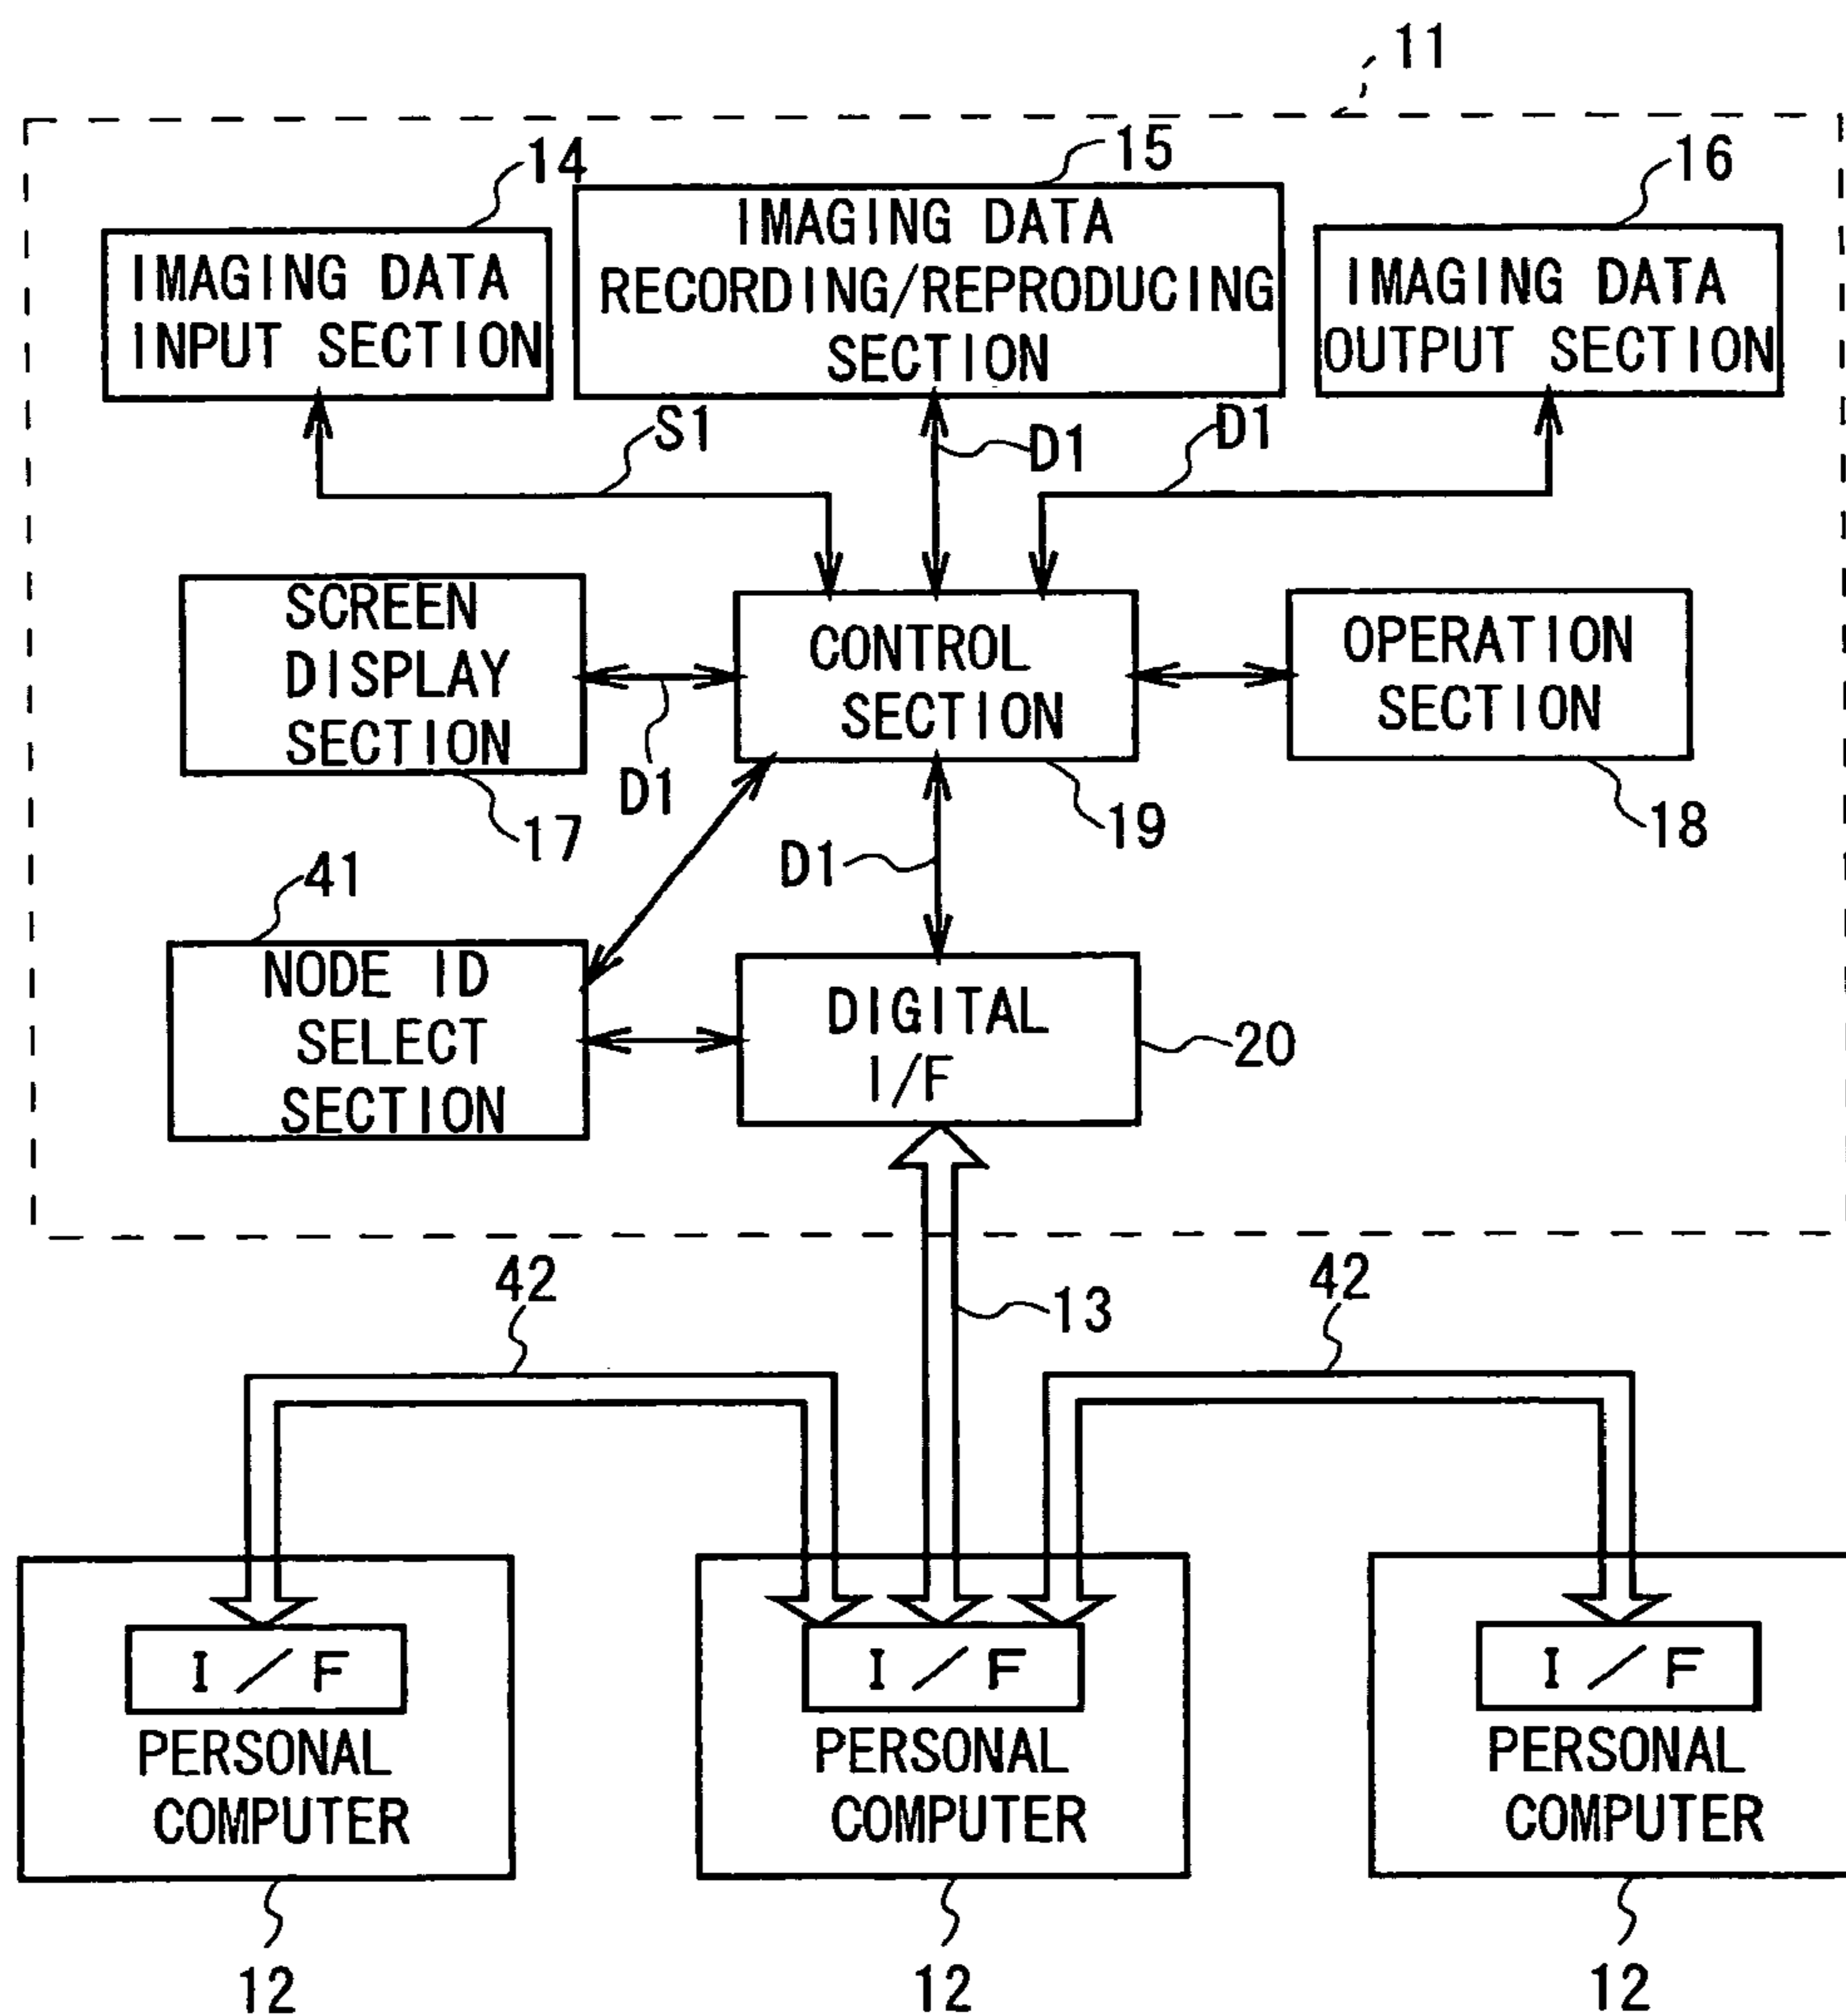 11
14
15
16
IMAGING DATA
INPUT SECTION
IMAGING DATA
RECORDING/REPRODUCING
SECTION
IMAGING DATA
OUTPUT SECTION
S1
D1
D1
SCREEN
DISPLAY
SECTION
CONTROL
SECTION
OPERATION
SECTION
D1
17
19
18
D1
41
NODE ID
SELECT
SECTION
DIGITAL
I/F
20
42
13
42
I/F
PERSONAL
COMPUTER
I/F
PERSONAL
COMPUTER
I/F
PERSONAL
COMPUTER
12
12
12